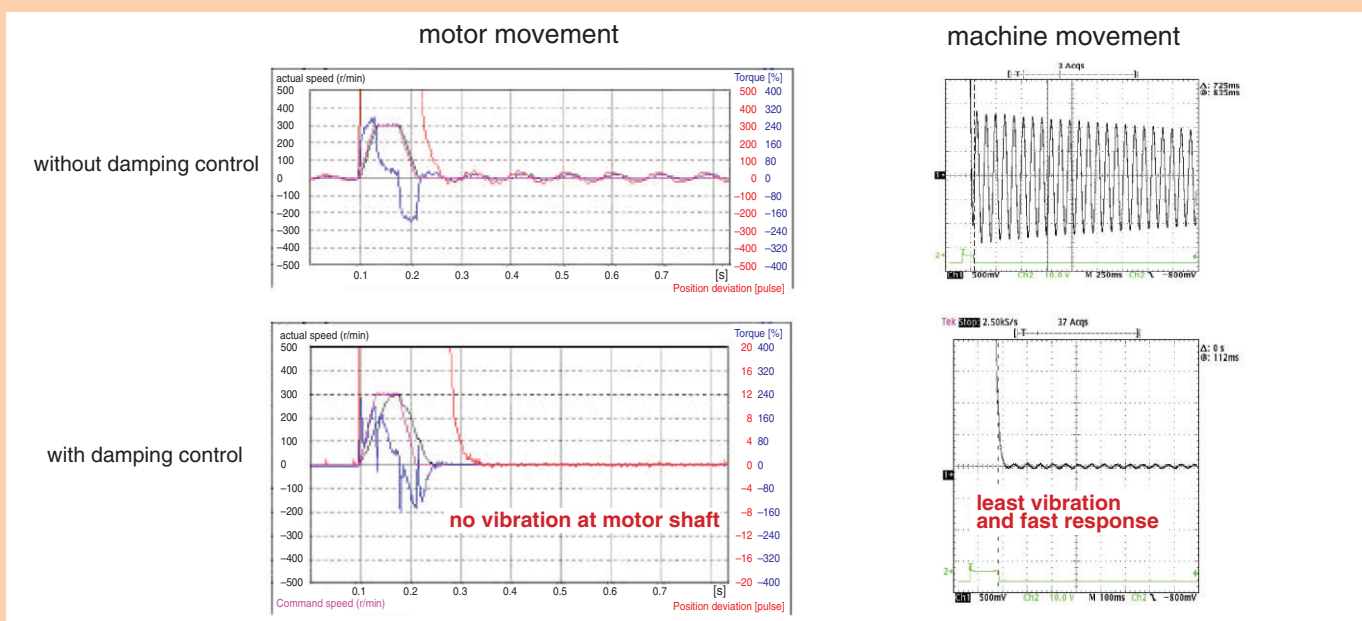 motor movement
machine movement
without damping control
actual speed (r/min)
Torque [%]
500 500 400
400 400 320
300 300 240
200 200 160
100 100 80
0 0 0
−100 −100 −80
−200 −200 −160
−300 −300 −240
−400 −400 −320
−500 −500 −400
0.1 0.2 0.3 0.4 0.5 0.6 0.7 [s]
Position deviation [pulse]
3 Acqs
[ T ]
Δ: 725ms
@: 835ms
1+
2+
Ch1 500mV Ch2 10.0 V M 250ms Ch2 −800mV
with damping control
actual speed (r/min)
Torque [%]
500 20 400
400 16 320
300 12 240
200 8 160
100 4 80
0 0 0
−100 −4 −80
−200 −8 −160
−300 −12 −240
−400 −16 −320
−500 −20 −400
no vibration at motor shaft
0.1 0.2 0.3 0.4 0.5 0.6 0.7 [s]
Command speed (r/min)
Position deviation [pulse]
Tek Stop: 2.50kS/s 37 Acqs
[ T ]
Δ: 0 s
@: 112ms
1+
least vibration
and fast response
2+
Ch1 500mV Ch2 10.0 V M 100ms Ch2 −800mV